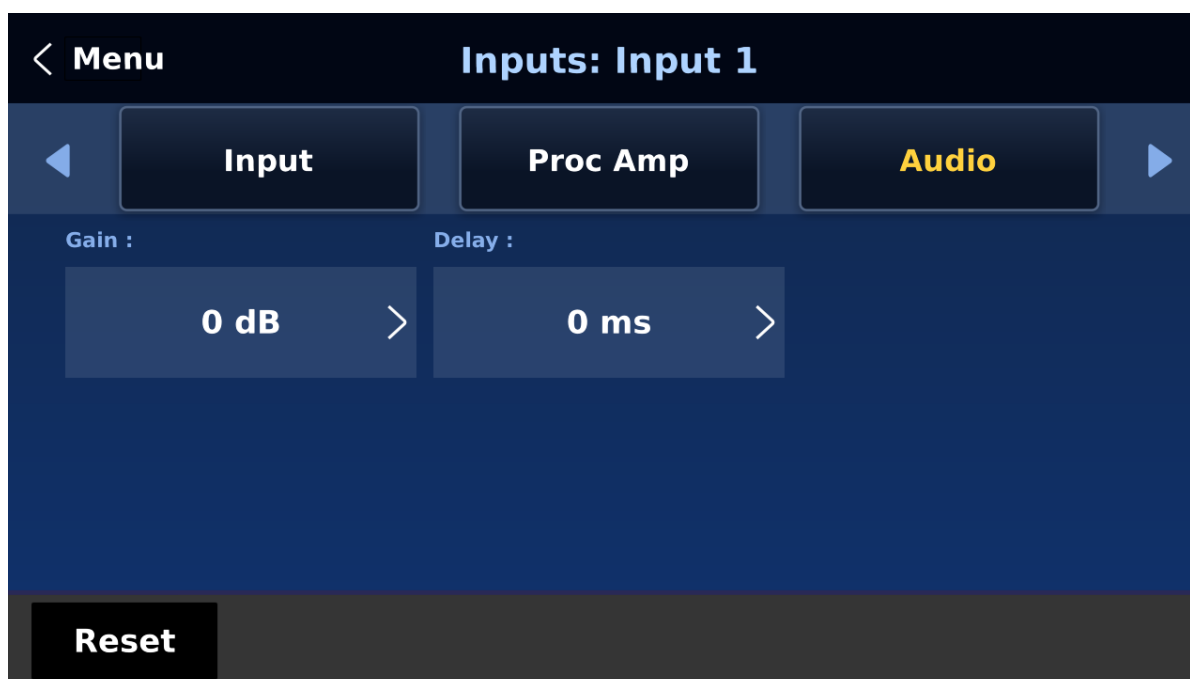 Menu
Inputs: Input 1
Input
Proc Amp
Audio
Gain :
Delay :
0 dB
0 ms
Reset